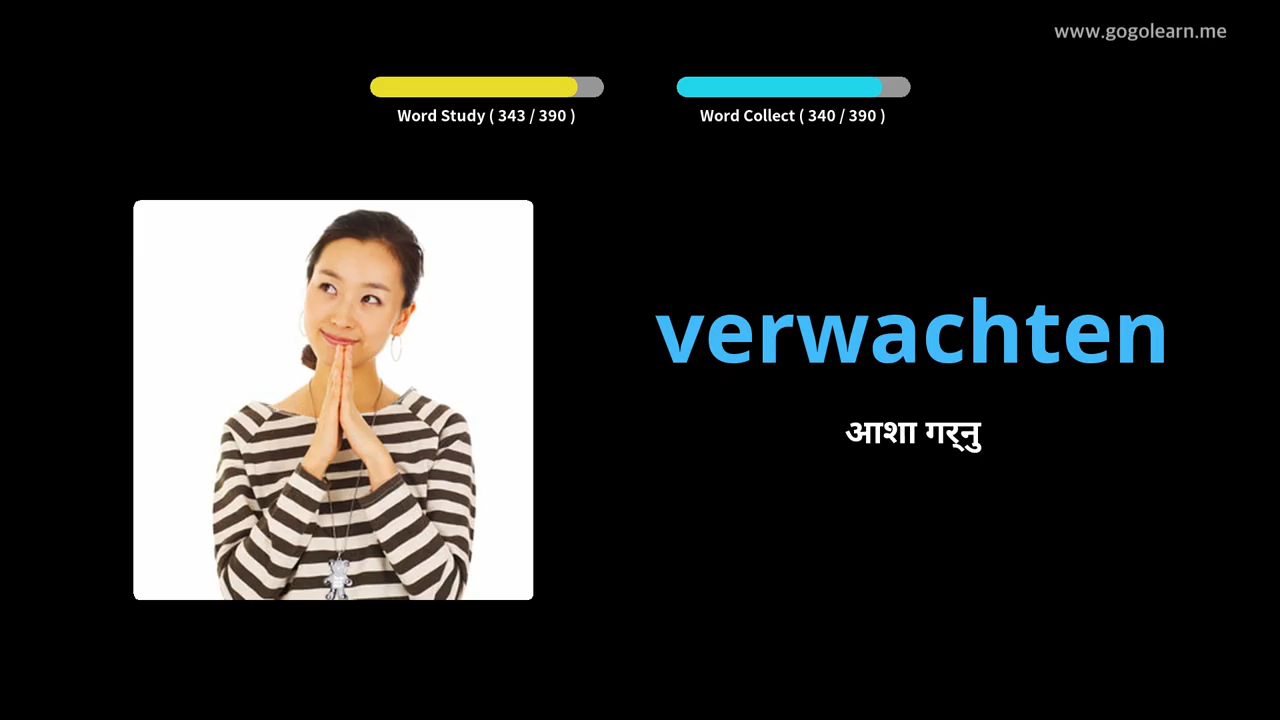 www.gogolearn.me
Word Study ( 343 / 390 )
Word Collect ( 340 / 390 )
verwachten
आशा गर्‍नु